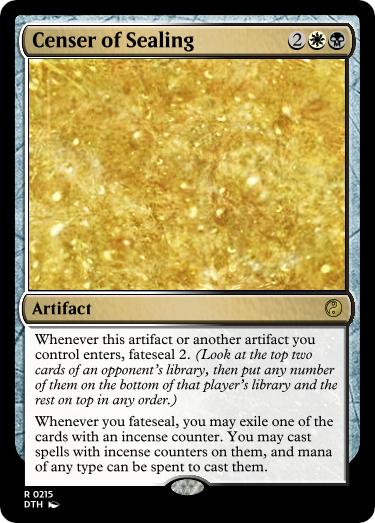 Censer of Sealing 2
Artifact
Whenever this artifact or another artifact you
control enters, fateseal 2. (Look at the top two
cards of an opponent's library, then put any number
of them on the bottom of that player's library and the
rest on top in any order.)
Whenever you fateseal, you may exile one of the
cards with an incense counter. You may cast
spells with incense counters on them, and mana
of any type can be spent to cast them.
R 0215
DTH